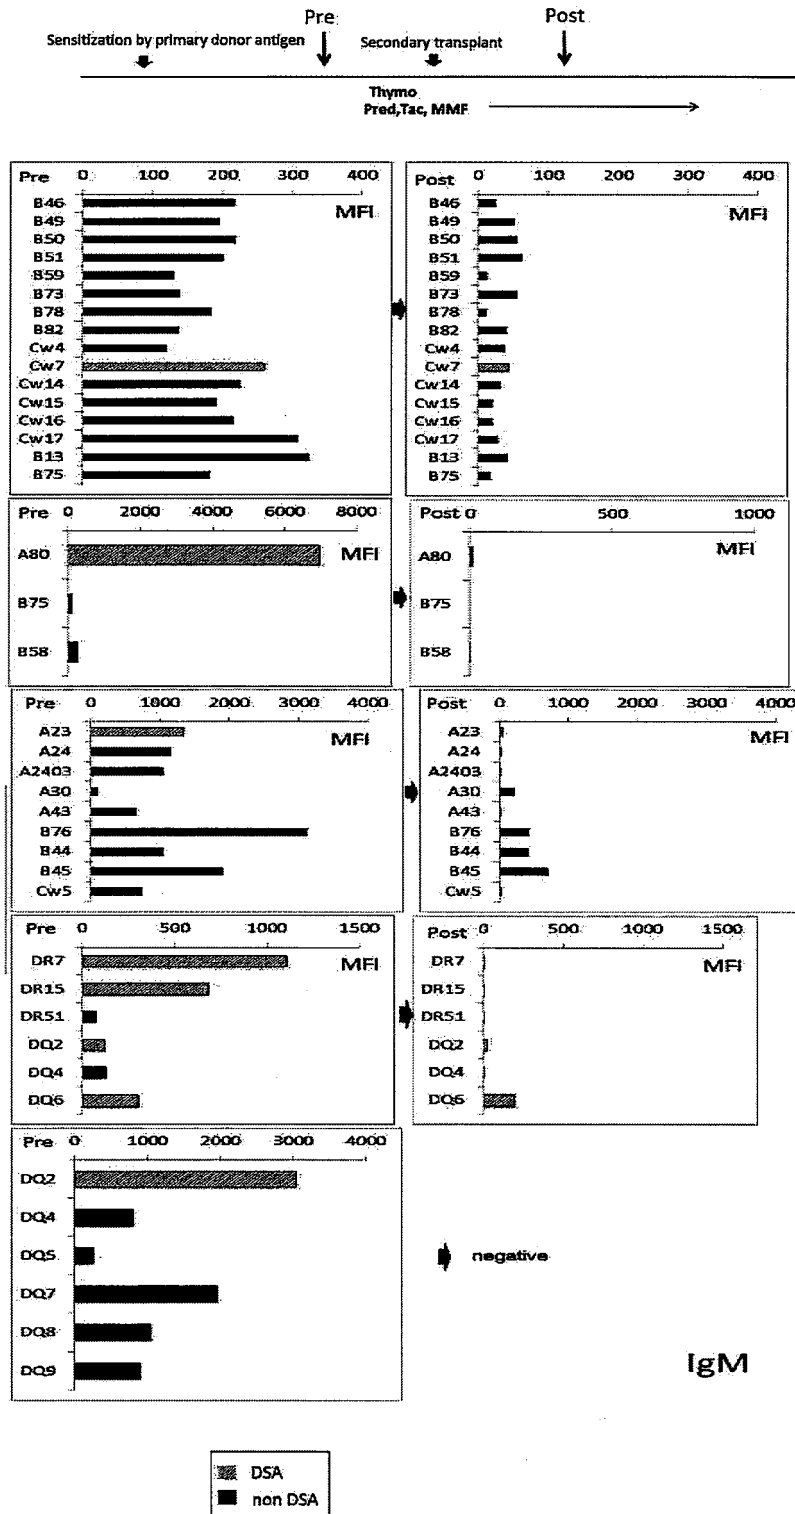 Pre
Post
Sensitization by primary donor antigen
Secondary transplant
Thymo
Pred,Tac, MMF
Pre 0 100 200 300 400
MFI
B46
B49
B50
B51
B59
B73
B78
B82
Cw4
Cw7
Cw14
Cw15
Cw16
Cw17
B13
B75
Post 0 100 200 300 400
MFI
B46
B49
B50
B51
B59
B73
B78
B82
Cw4
Cw7
Cw14
Cw15
Cw16
Cw17
B13
B75
Pre 0 2000 4000 6000 8000
MFI
A80
B75
B58
Post 0 500 1000
MFI
A80
B75
B58
Pre 0 1000 2000 3000 4000
MFI
A23
A24
A2403
A30
A43
B76
B44
B45
Cw5
Post 0 1000 2000 3000 4000
MFI
A23
A24
A2403
A30
A43
B76
B44
B45
Cw5
Pre 0 500 1000 1500
MFI
DR7
DR15
DR51
DQ2
DQ4
DQ6
Post 0 500 1000 1500
MFI
DR7
DR15
DR51
DQ2
DQ4
DQ6
Pre 0 1000 2000 3000 4000
DQ2
DQ4
DQ5
DQ7
DQ8
DQ9
negative
IgM
DSA
non DSA